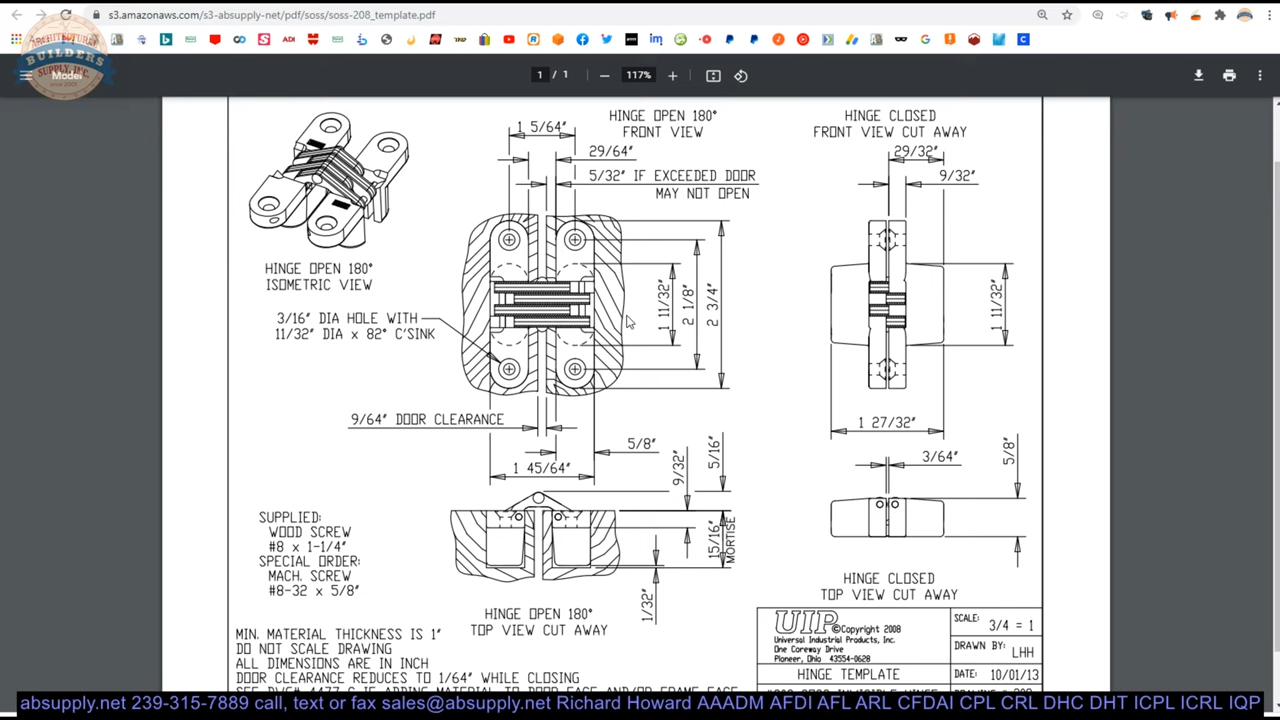 s3.amazonaws.com/s3-absupply-net/pdf/soss/soss-208_template.pdf
ARCHITECTURAL
BUILDERS
SUPPLY, INC.
since 2001
Model
1 / 1
117%
HINGE OPEN 180°
FRONT VIEW
HINGE CLOSED
FRONT VIEW CUT AWAY
1 5/64"
29/64"
29/32"
5/32" IF EXCEEDED DOOR
MAY NOT OPEN
9/32"
HINGE OPEN 180°
ISOMETRIC VIEW
3/16" DIA HOLE WITH
11/32" DIA x 82° C'SINK
1 11/32"
2 1/8"
2 3/4"
1 11/32"
9/64" DOOR CLEARANCE
1 27/32"
5/8"
1 45/64"
9/32"
5/16"
3/64"
5/8"
15/16"
MORTISE
1/32"
SUPPLIED:
WOOD SCREW
#8 x 1-1/4"
SPECIAL ORDER:
MACH. SCREW
#8-32 x 5/8"
HINGE OPEN 180°
TOP VIEW CUT AWAY
HINGE CLOSED
TOP VIEW CUT AWAY
MIN. MATERIAL THICKNESS IS 1"
DO NOT SCALE DRAWING
ALL DIMENSIONS ARE IN INCH
DOOR CLEARANCE REDUCES TO 1/64" WHILE CLOSING
UIP ©Copyright 2008
Universal Industrial Products, Inc.
One Coreway Drive
Pioneer, Ohio 43554-0628
SCALE:
3/4 = 1
DRAWN BY:
LHH
HINGE TEMPLATE
DATE: 10/01/13
absupply.net 239-315-7889 call, text or fax sales@absupply.net Richard Howard AAADM AFDI AFL ARL CFDAI CPL CRL DHC DHT ICPL ICRL IQP